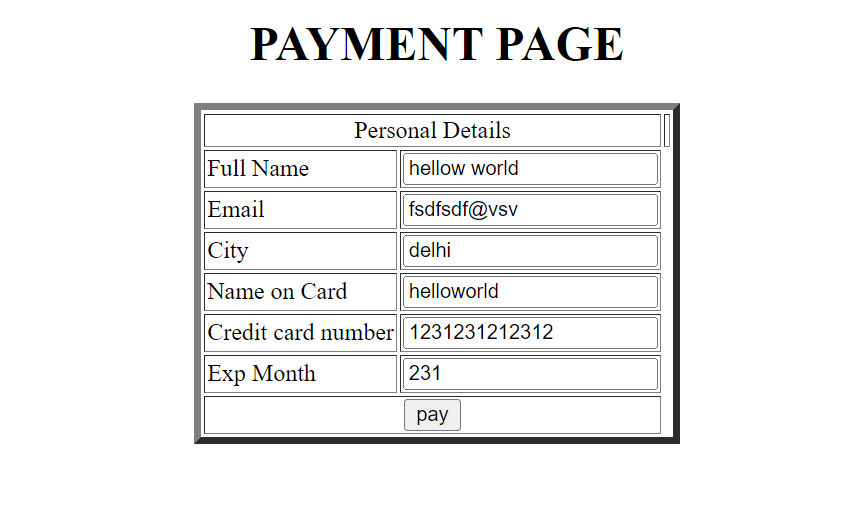 PAYMENT PAGE
Personal Details
Full Name hellow world
Email fsdfsdf@vsv
City delhi
Name on Card helloworld
Credit card number 1231231212312
Exp Month 231
pay